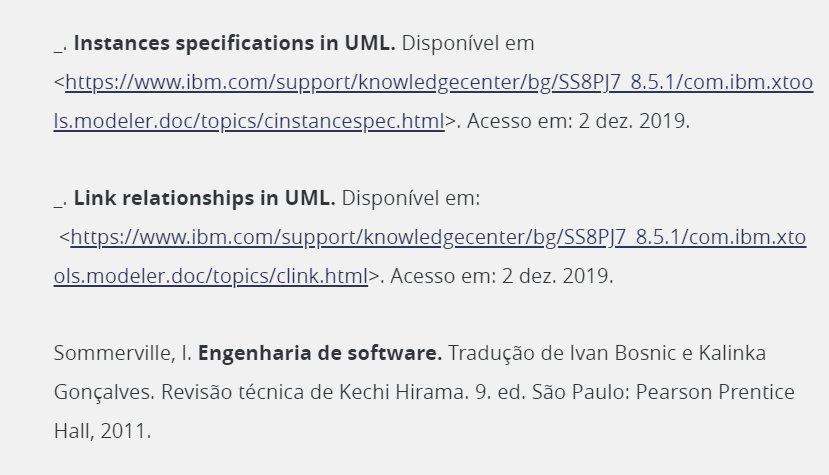 _. Instances specifications in UML. Disponível em
<https://www.ibm.com/support/knowledgecenter/bg/SS8PJ7_8.5.1/com.ibm.xtoo
ls.modeler.doc/topics/cinstancespec.html>. Acesso em: 2 dez. 2019.
_. Link relationships in UML. Disponível em:
<https://www.ibm.com/support/knowledgecenter/bg/SS8PJ7_8.5.1/com.ibm.xto
ols.modeler.doc/topics/clink.html>. Acesso em: 2 dez. 2019.
Sommerville, I. Engenharia de software. Tradução de Ivan Bosnic e Kalinka
Gonçalves. Revisão técnica de Kechi Hirama. 9. ed. São Paulo: Pearson Prentice
Hall, 2011.